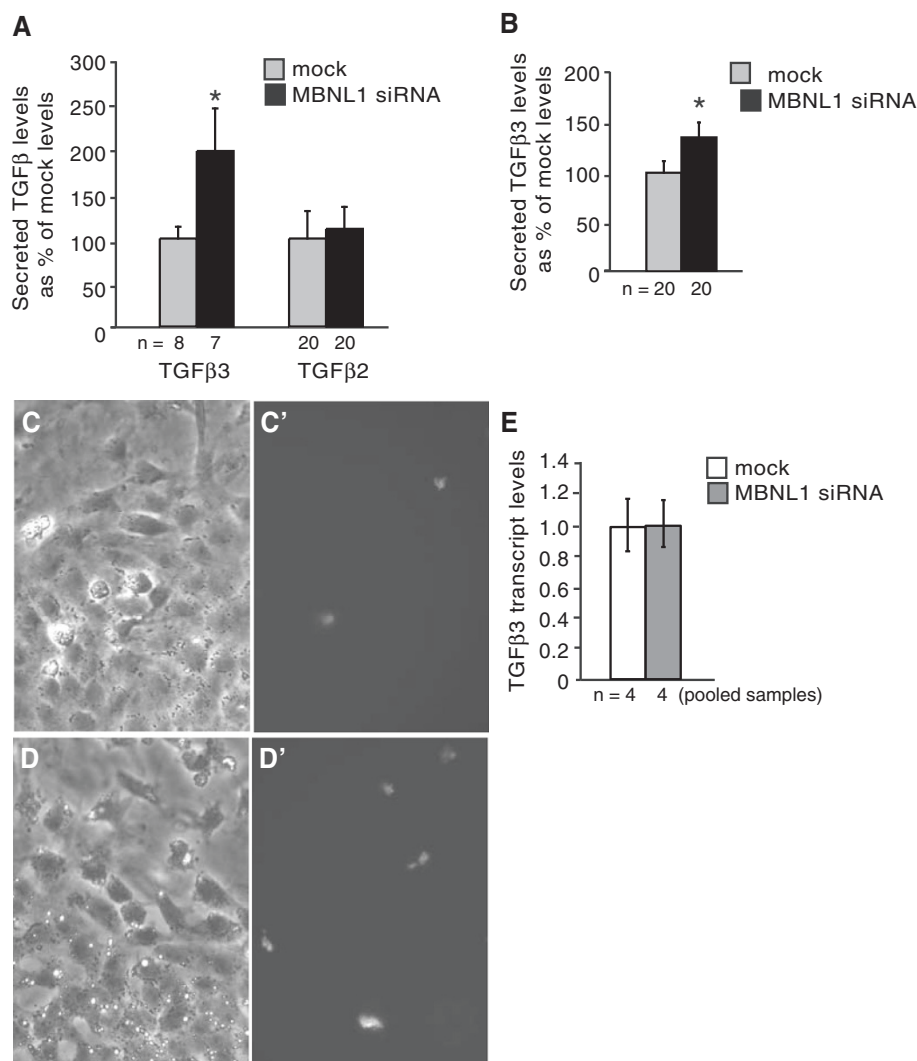 A
Secreted TGFβ levels
as % of mock levels
300
250
200
150
100
50
0
*
mock
MBNL1 siRNA
n = 8 7 20 20
TGFβ3 TGFβ2
B
Secreted TGFβ3 levels
as % of mock levels
200
150
100
50
0
*
mock
MBNL1 siRNA
n = 20 20
C
C'
D
D'
E
TGFβ3 transcript levels
1.4
1.2
1.0
0.8
0.6
0.4
0.2
0
mock
MBNL1 siRNA
n = 4 4 (pooled samples)